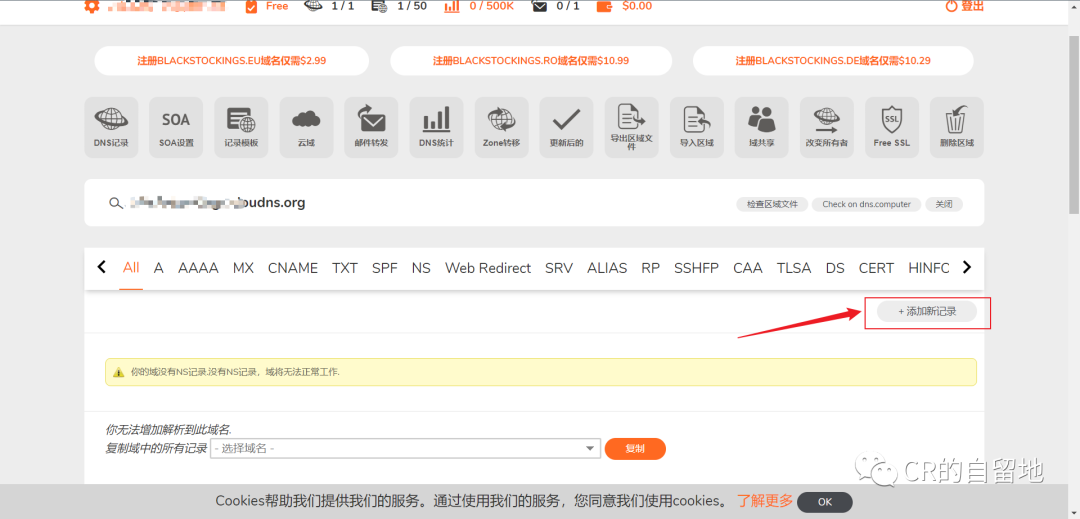 Free 1 / 1 1 / 50 0 / 500K 0 / 1 $0.00 登出
注册BLACKSTOCKINGS.EU域名仅需$2.99 注册BLACKSTOCKINGS.RO域名仅需$10.99 注册BLACKSTOCKINGS.DE域名仅需$10.29
SOA SSL
DNS记录 SOA设置 记录模板 云域 邮件转发 DNS统计 Zone转移 更新后的 导出区域文件 导入区域 域共享 改变所有者 Free SSL 删除区域
oudns.org 检查区域文件 Check on dns.computer 关闭
All A AAAA MX CNAME TXT SPF NS Web Redirect SRV ALIAS RP SSHFP CAA TLSA DS CERT HINFO
+ 添加新记录
你的域没有NS记录.没有NS记录，域将无法正常工作.
你无法增加解析到此域名.
复制域中的所有记录 - 选择域名 - 复制
CR的自留地
Cookies帮助我们提供我们的服务。通过使用我们的服务，您同意我们使用cookies。 了解更多 OK